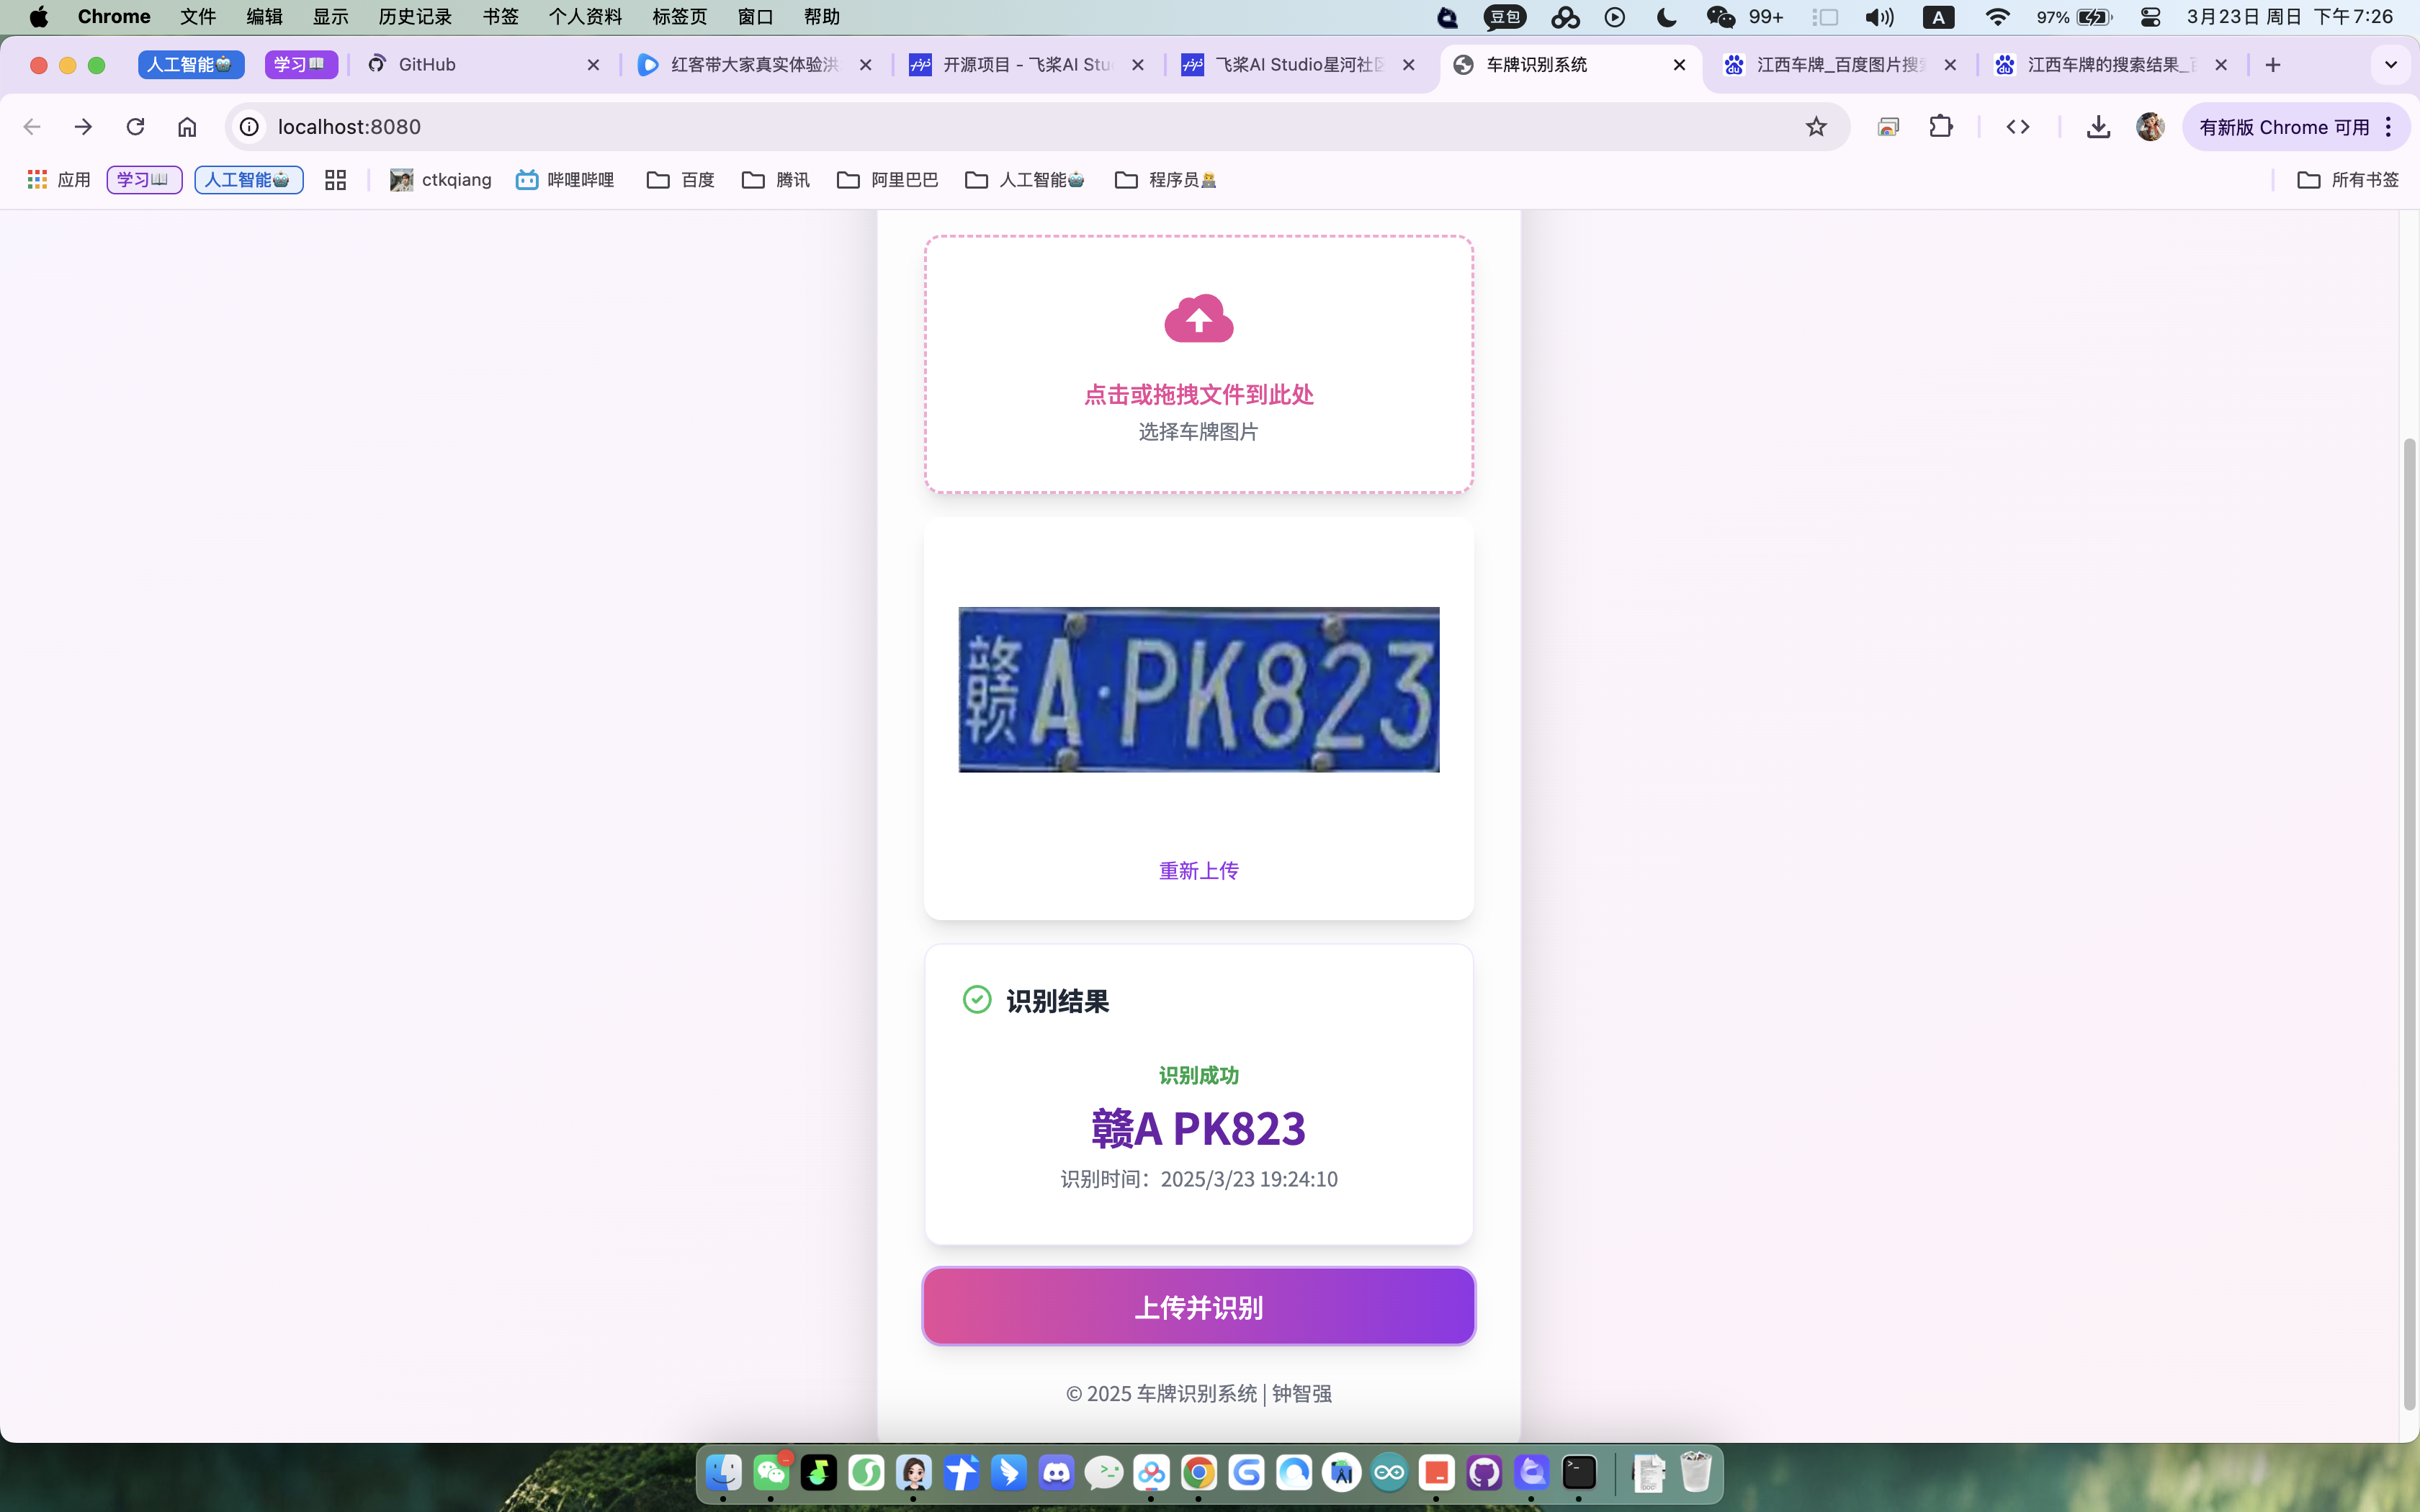 Chrome 文件 编辑 显示 历史记录 书签 个人资料 标签页 窗口 帮助 豆包 99+ A 97% 3月23日 周日 下午7:26
人工智能🤖 学习📖 GitHub 红客带大家真实体验洪 开源项目 - 飞桨AI Stu 飞桨AI Studio星河社区 车牌识别系统 江西车牌_百度图片搜索 江西车牌的搜索结果_百
localhost:8080 有新版 Chrome 可用
应用 学习📖 人工智能🤖 ctkqiang 哔哩哔哩 百度 腾讯 阿里巴巴 人工智能🤖 程序员👨‍💻 所有书签
点击或拖拽文件到此处
选择车牌图片
赣A·PK823
重新上传
识别结果
识别成功
赣A PK823
识别时间：2025/3/23 19:24:10
上传并识别
© 2025 车牌识别系统 | 钟智强